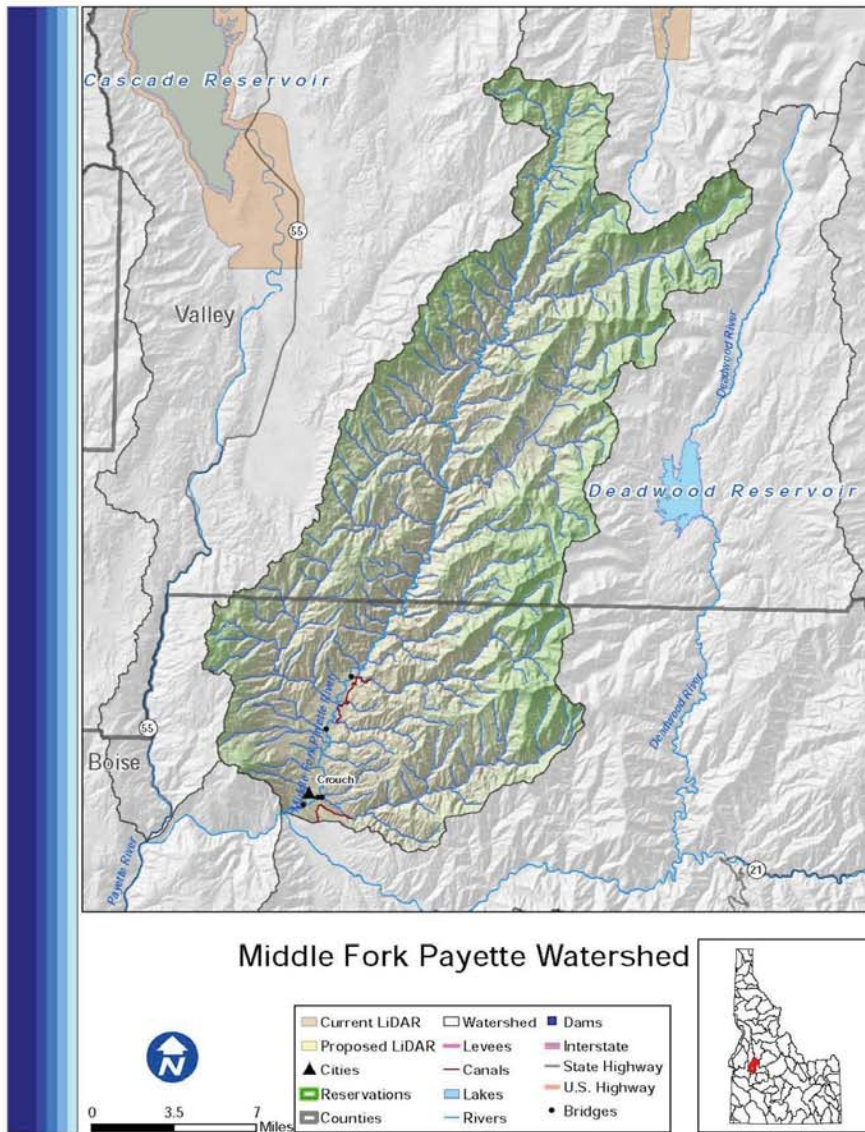 Cascade Reservoir
55
Valley
Deadwood River
Deadwood Reservoir
Middle Fork Payette River
Deadwood River
55
Boise
Crouch
Payette River
21
Middle Fork Payette Watershed
Current LiDAR
Proposed LiDAR
Cities
Reservations
Counties
Watershed
Levees
Canals
Lakes
Rivers
Dams
Interstate
State Highway
U.S. Highway
Bridges
N
0 3.5 7
Miles